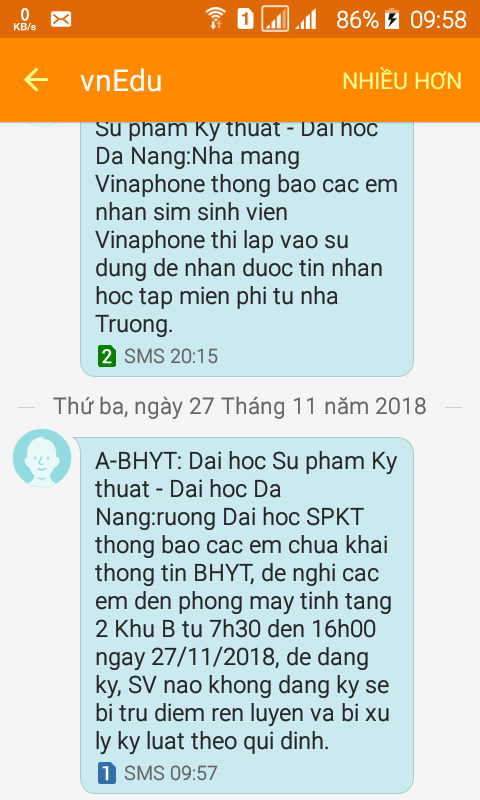 0
KB/s
1
86%
09:58
vnEdu
NHIỀU HƠN
Su pham Ky thuat - Dai hoc
Da Nang:Nha mang
Vinaphone thong bao cac em
nhan sim sinh vien
Vinaphone thi lap vao su
dung de nhan duoc tin nhan
hoc tap mien phi tu nha
Truong.
2 SMS 20:15
Thứ ba, ngày 27 Tháng 11 năm 2018
A-BHYT: Dai hoc Su pham Ky
thuat - Dai hoc Da
Nang:ruong Dai hoc SPKT
thong bao cac em chua khai
thong tin BHYT, de nghi cac
em den phong may tinh tang
2 Khu B tu 7h30 den 16h00
ngay 27/11/2018, de dang
ky, SV nao khong dang ky se
bi tru diem ren luyen va bi xu
ly ky luat theo qui dinh.
1 SMS 09:57